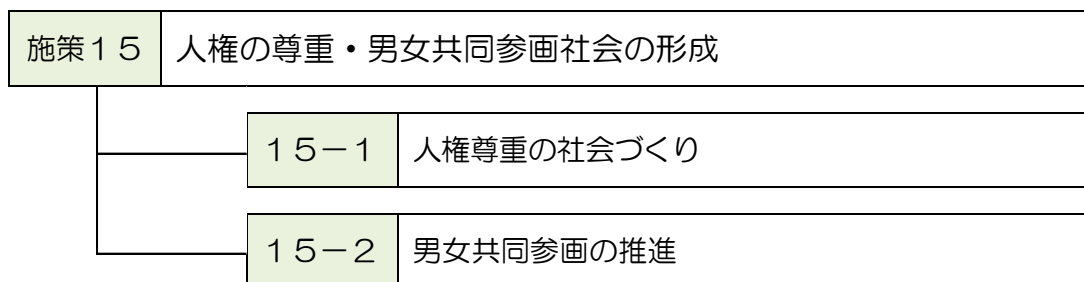 施策１５ 人権の尊重・男女共同参画社会の形成
１５－１ 人権尊重の社会づくり
１５－２ 男女共同参画の推進